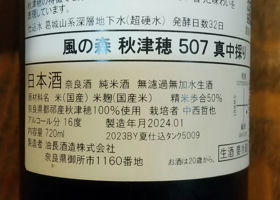 仕込水 葛城山系深層地下水(超硬水) 発酵日数32日
風の森 秋津穂 507 真中採り
日本酒 奈良酒 純米酒 無濾過無加水生酒
原材料名 米(国産) 米麹(国産米) 精米歩合50%
奈良県産秋津穂100%使用 栽培者 中西哲也
アルコール分 16度 製造年月 2024.01
内容量 720ml 2023BY夏仕込タンク5009
製造者 油長酒造株式会社
奈良県御所市1160番地
お酒は20歳から。
生酒